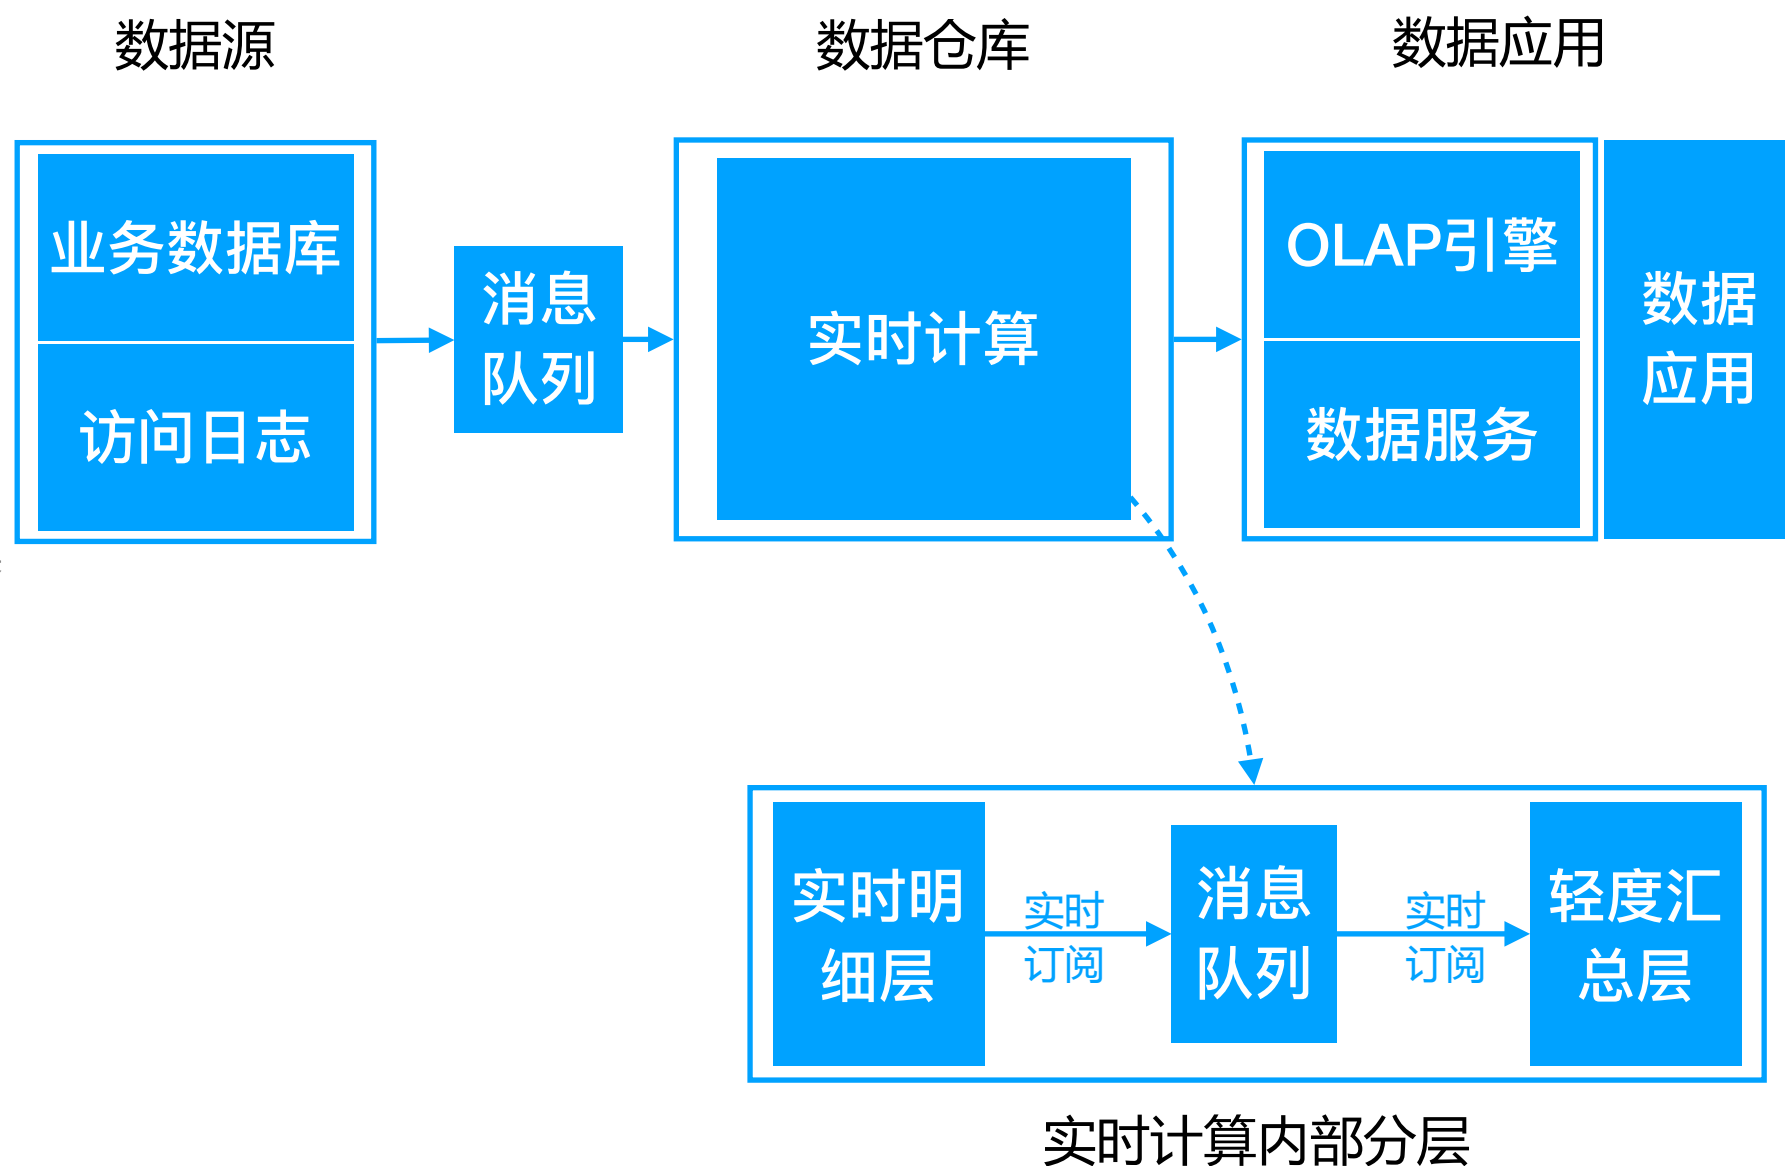 数据源
数据仓库
数据应用
业务数据库
访问日志
消息
队列
实时计算
OLAP引擎
数据服务
数据
应用
实时明
细层
实时
订阅
消息
队列
实时
订阅
轻度汇
总层
实时计算内部分层